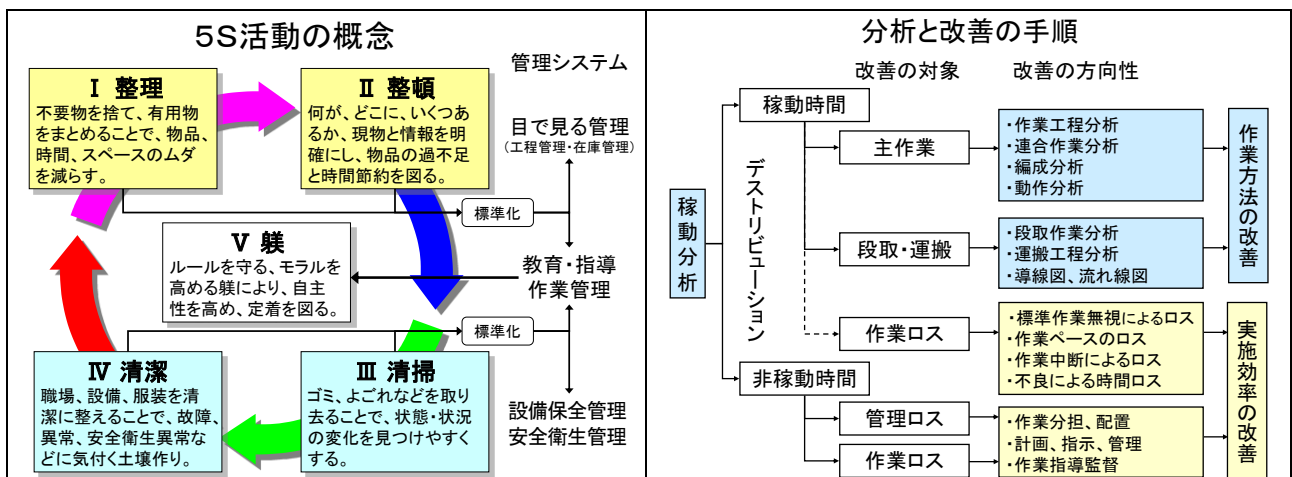 5S活動の概念
管理システム
Ⅰ 整理
不要物を捨て、有用物
をまとめることで、物品、
時間、スペースのムダ
を減らす。
Ⅱ 整頓
何が、どこに、いくつあ
るか、現物と情報を明
確にし、物品の過不足
と時間節約を図る。
目で見る管理
(工程管理・在庫管理)
標準化
Ⅴ 躾
ルールを守る、モラルを
高める躾により、自主
性を高め、定着を図る。
教育・指導
作業管理
標準化
Ⅳ 清潔
職場、設備、服装を清
潔に整えることで、故障、
異常、安全衛生異常な
どに気付く土壌作り。
Ⅲ 清掃
ゴミ、よごれなどを取り
去ることで、状態・状況
の変化を見つけやすく
する。
設備保全管理
安全衛生管理
分析と改善の手順
改善の対象
改善の方向性
稼動分析
稼動時間
デストリビューション
主作業
・作業工程分析
・連合作業分析
・編成分析
・動作分析
段取・運搬
・段取作業分析
・運搬工程分析
・導線図、流れ線図
作業方法の改善
作業ロス
・標準作業無視によるロス
・作業ペースのロス
・作業中断によるロス
・不良による時間ロス
非稼動時間
管理ロス
作業ロス
・作業分担、配置
・計画、指示、管理
・作業指導監督
実施効率の改善